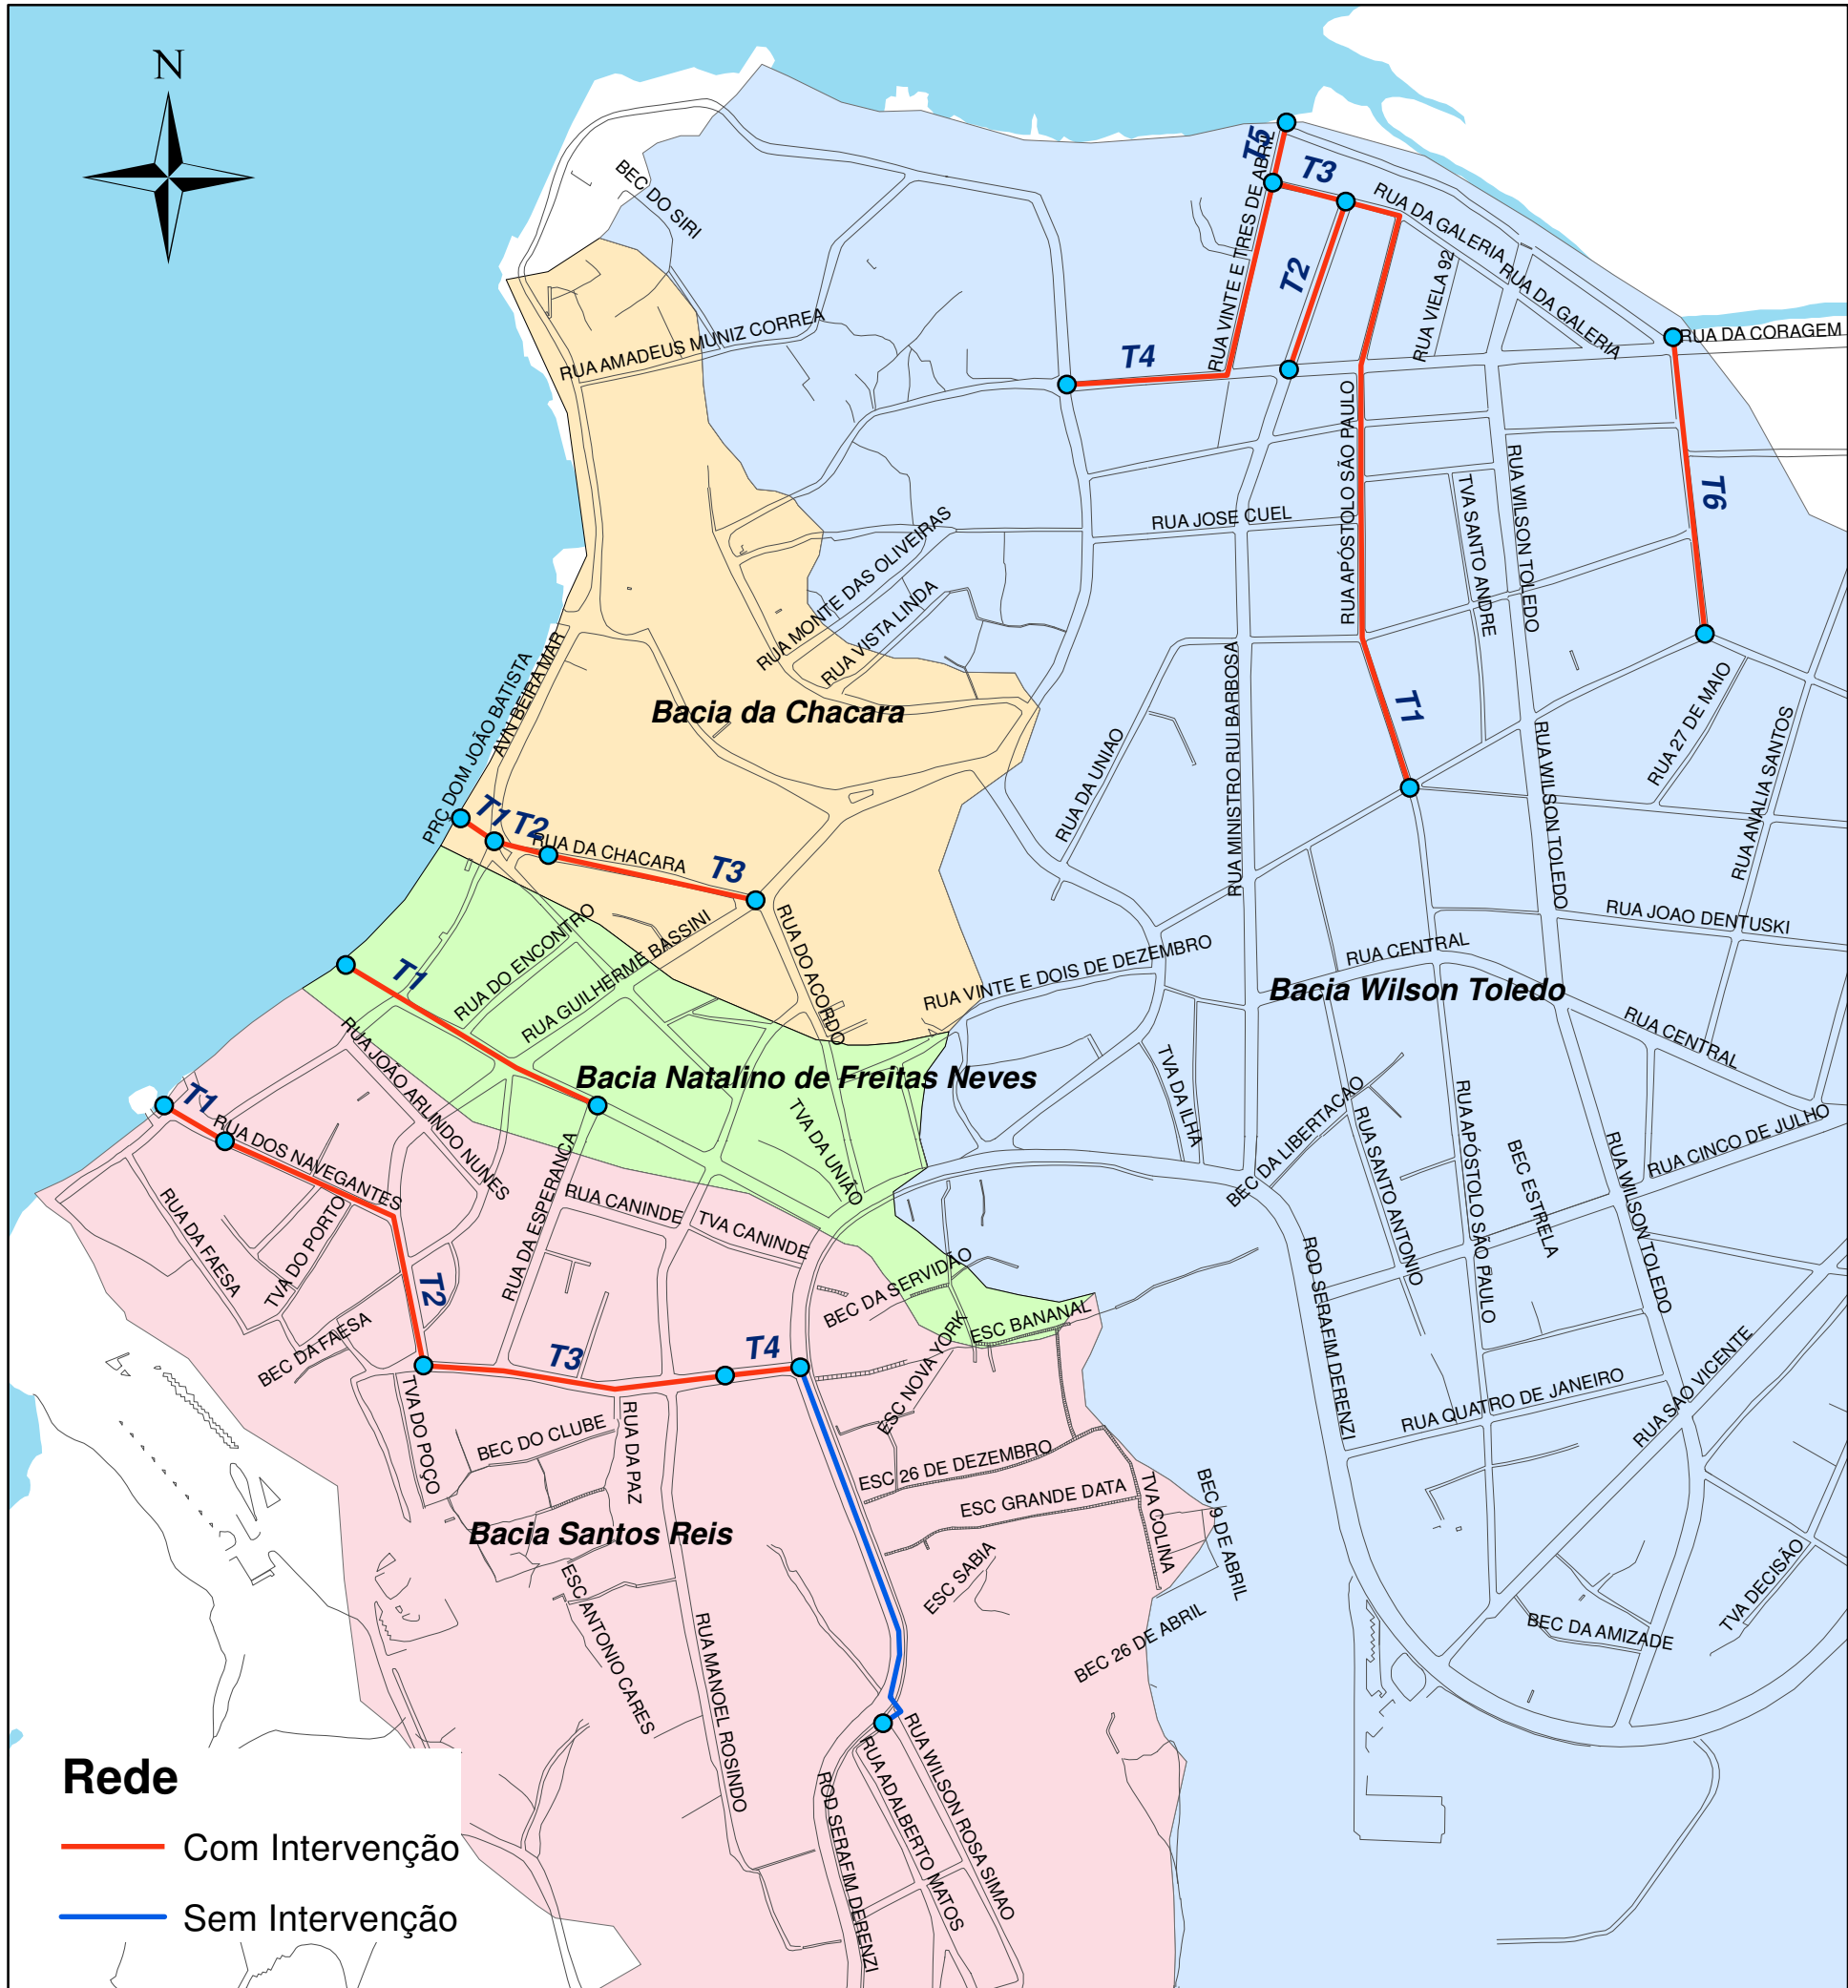 N
BEC DO SIRI
RUA AMADEUS MUNIZ CORREA
T5
T3
RUA VINTE E TRES DE ABRIL
RUA DA GALERIA
RUA DA GALERIA
T2
RUA VIELA 92
T4
RUA DA CORAGEM
RUA APÓSTOLO SÃO PAULO
RUA WILSON TOLEDO
T6
TVA SANTO ANDRE
RUA JOSE CUEL
RUA MONTE DAS OLIVEIRAS
RUA VISTA LINDA
PRC DOM JOÃO BATISTA
AVN BEIRA MAR
Bacia da Chacara
T1
RUA DA UNIAO
RUA MINISTRO RUI BARBOSA
RUA WILSON TOLEDO
RUA 27 DE MAIO
RUA ANALIA SANTOS
T1
T2
RUA DA CHACARA
T3
RUA DO ENCONTRO
RUA GUILHERME BASSINI
RUA DO ACORDO
T1
RUA VINTE E DOIS DE DEZEMBRO
RUA CENTRAL
RUA JOAO DENTUSKI
Bacia Wilson Toledo
RUA CENTRAL
RUA JOÃO ARLINDO NUNES
Bacia Natalino de Freitas Neves
TVA DA ILHA
T1
RUA DOS NAVEGANTES
TVA DA UNIÃO
BEC DA LIBERTACAO
RUA SANTO ANTONIO
RUA APÓSTOLO SÃO PAULO
BEC ESTRELA
RUA WILSON TOLEDO
RUA CINCO DE JULHO
RUA DA FAESA
TVA DO PORTO
RUA DA ESPERANCA
RUA CANINDE
TVA CANINDE
T2
BEC DA SERVIDÃO
ROD SERAFIM DERENZI
BEC DA FAESA
T3
T4
ESC NOVA YORK
ESC BANANAL
TVA DO POÇO
RUA QUATRO DE JANEIRO
RUA SAO VICENTE
BEC DO CLUBE
RUA DA PAZ
ESC 26 DE DEZEMBRO
ESC GRANDE DATA
TVA COLINA
BEC 9 DE ABRIL
Bacia Santos Reis
ESC SABIA
ESC ANTONIO CARES
BEC 26 DE ABRIL
BEC DA AMIZADE
TVA DECISÃO
RUA MANOEL ROSINDO
RUA WILSON ROSA SIMAO
RUA ADALBERTO MATOS
ROD SERAFIM DERENZI
Rede
Com Intervenção
Sem Intervenção